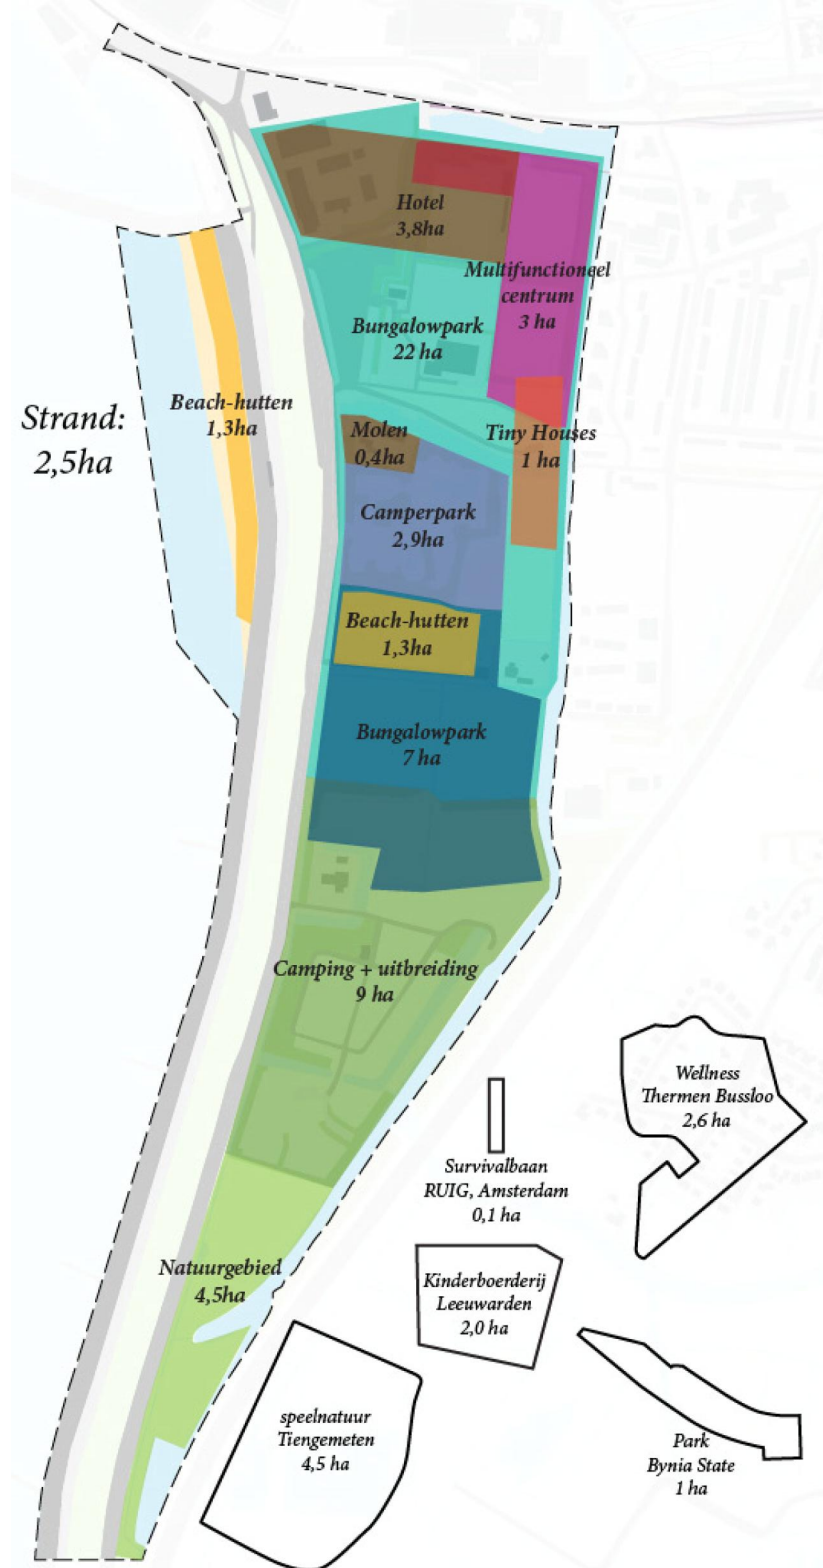 Hotel
3,8ha
Multifunctioneel
centrum
3 ha
Bungalowpark
22 ha
Strand:
2,5ha
Beach-hutten
1,3ha
Molen
0,4ha
Tiny Houses
1 ha
Camperpark
2,9ha
Beach-hutten
1,3ha
Bungalowpark
7 ha
Camping + uitbreiding
9 ha
Wellness
Thermen Bussloo
2,6 ha
Survivalbaan
RUIG, Amsterdam
0,1 ha
Natuurgebied
4,5ha
Kinderboerderij
Leeuwarden
2,0 ha
speelnatuur
Tiengemeten
4,5 ha
Park
Bynia State
1 ha